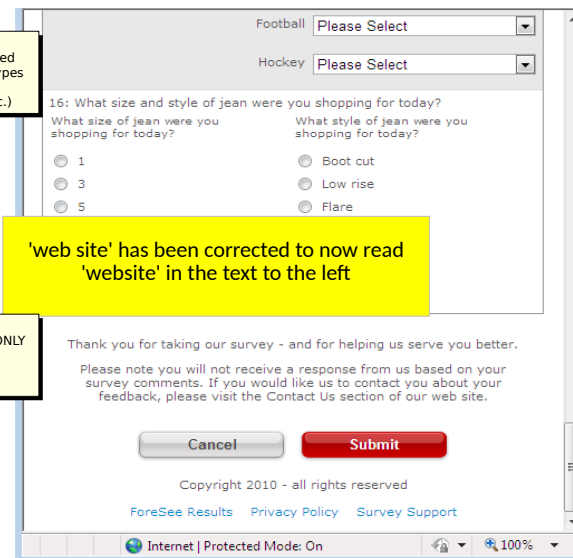 Football Please Select
ed
ypes
Hockey Please Select
c.)
16: What size and style of jean were you shopping for today?
What size of jean were you
shopping for today?
What style of jean were you
shopping for today?
1
Boot cut
3
Low rise
5
Flare
'web site' has been corrected to now read
'website' in the text to the left
ONLY
Thank you for taking our survey - and for helping us serve you better.
Please note you will not receive a response from us based on your
survey comments. If you would like us to contact you about your
feedback, please visit the Contact Us section of our web site.
Cancel Submit
Copyright 2010 - all rights reserved
ForeSee Results Privacy Policy Survey Support
Internet | Protected Mode: On 100%